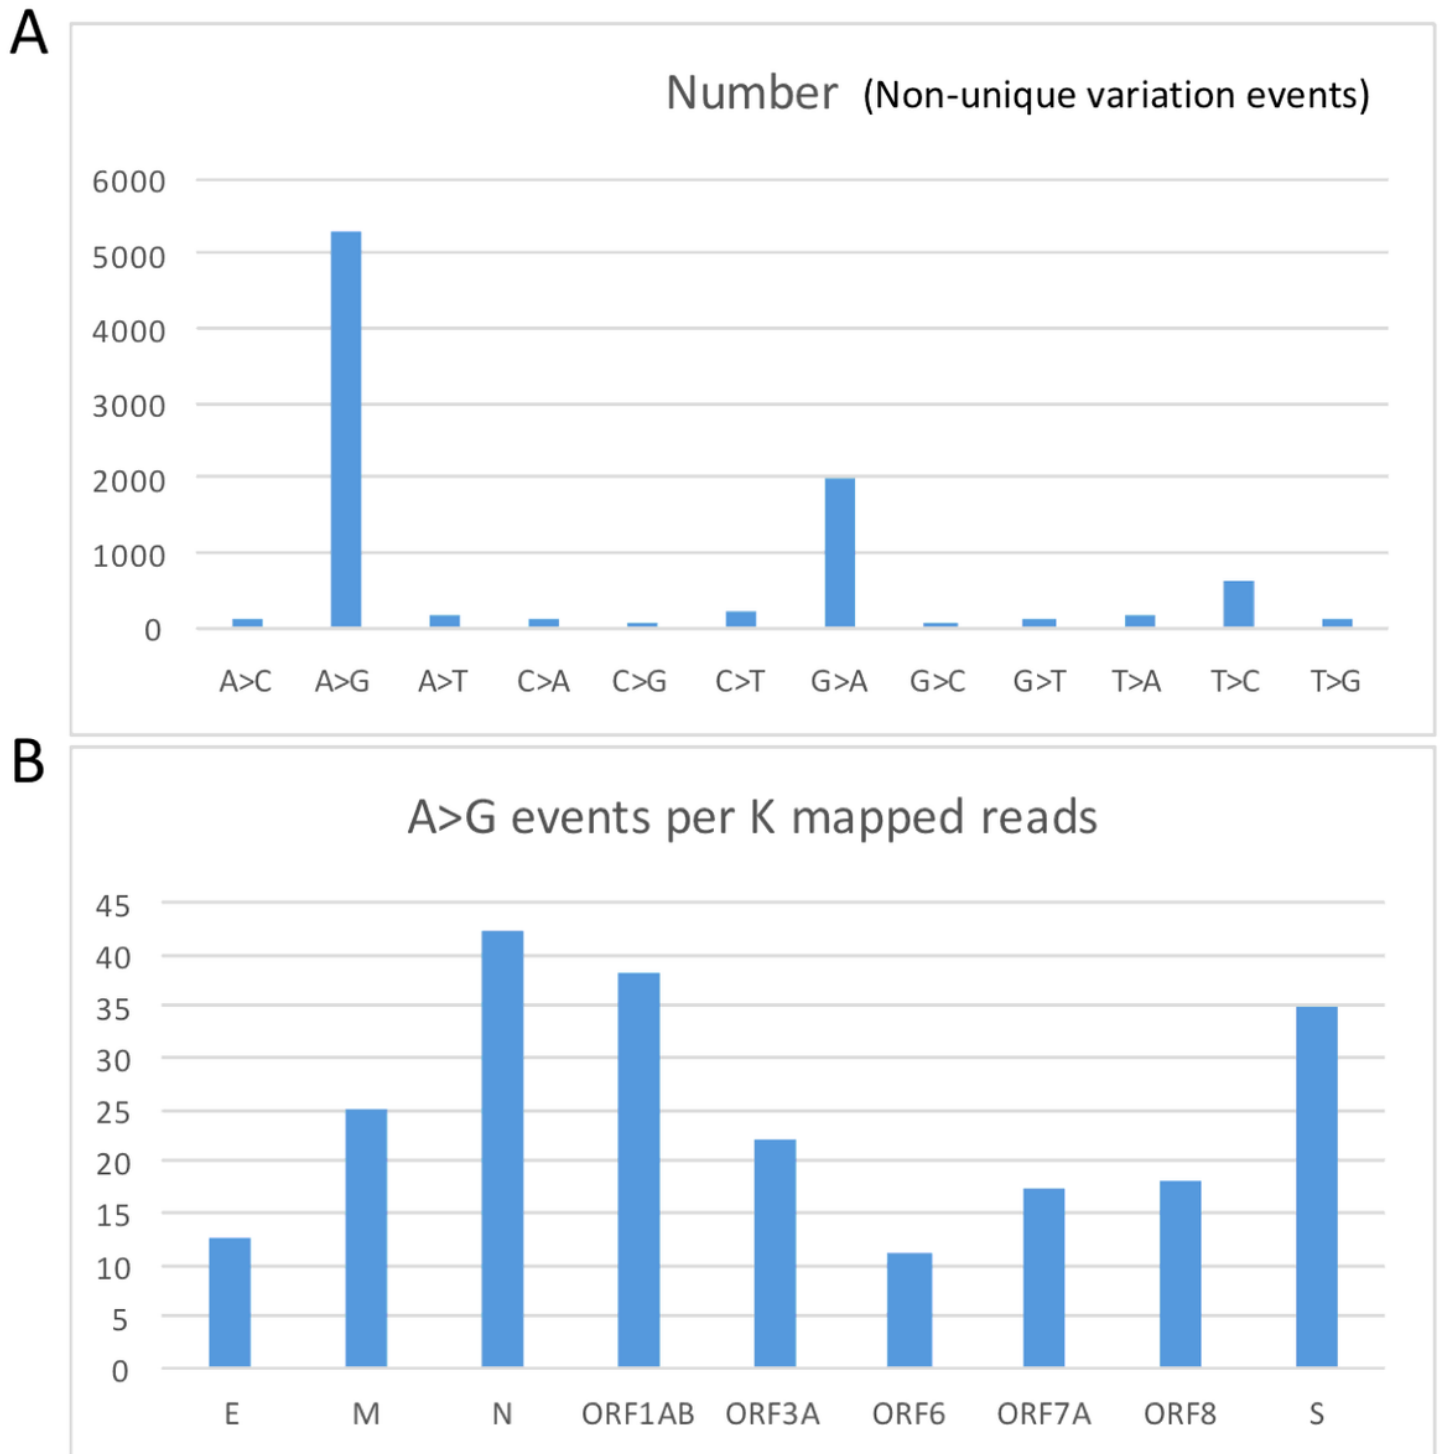 A
Number (Non-unique variation events)
6000
5000
4000
3000
2000
1000
0
A>C A>G A>T C>A C>G C>T G>A G>C G>T T>A T>C T>G
B
A>G events per K mapped reads
45
40
35
30
25
20
15
10
5
0
E M N ORF1AB ORF3A ORF6 ORF7A ORF8 S